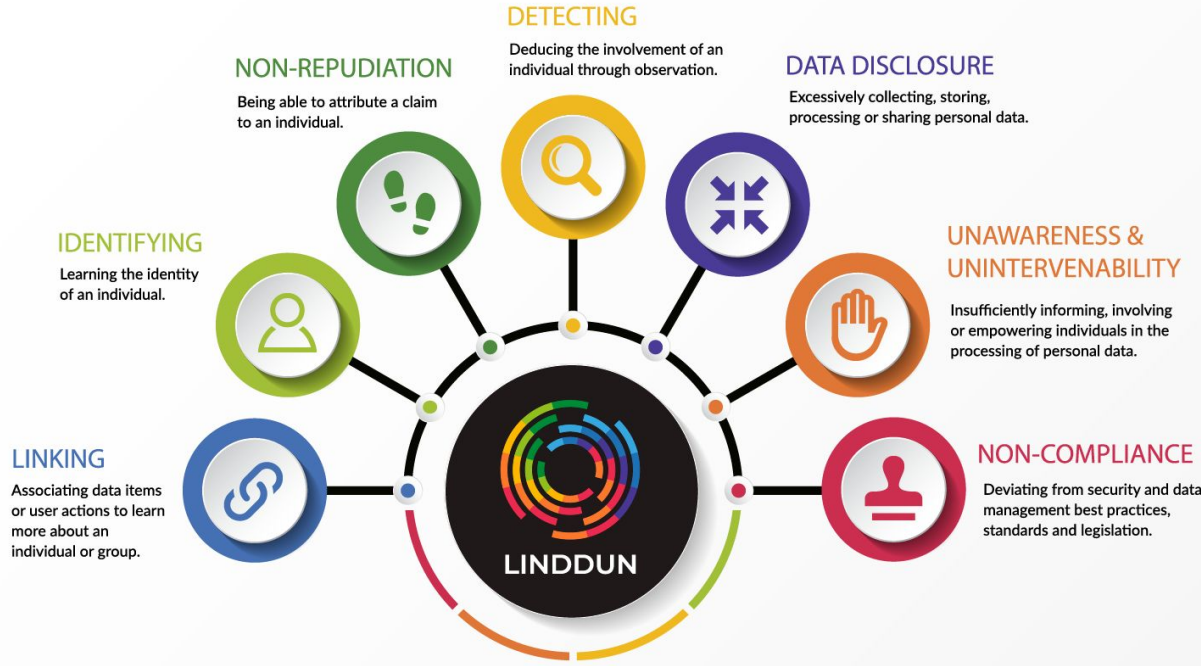 LINKING
Associating data items
or user actions to learn
more about an
individual or group.
IDENTIFYING
Learning the identity
of an individual.
NON-REPUDIATION
Being able to attribute a claim
to an individual.
DETECTING
Deducing the involvement of an
individual through observation.
DATA DISCLOSURE
Excessively collecting, storing,
processing or sharing personal data.
UNAWARENESS &
UNINTERVENABILITY
Insufficiently informing, involving
or empowering individuals in the
processing of personal data.
NON-COMPLIANCE
Deviating from security and data
management best practices,
standards and legislation.
LINDDUN